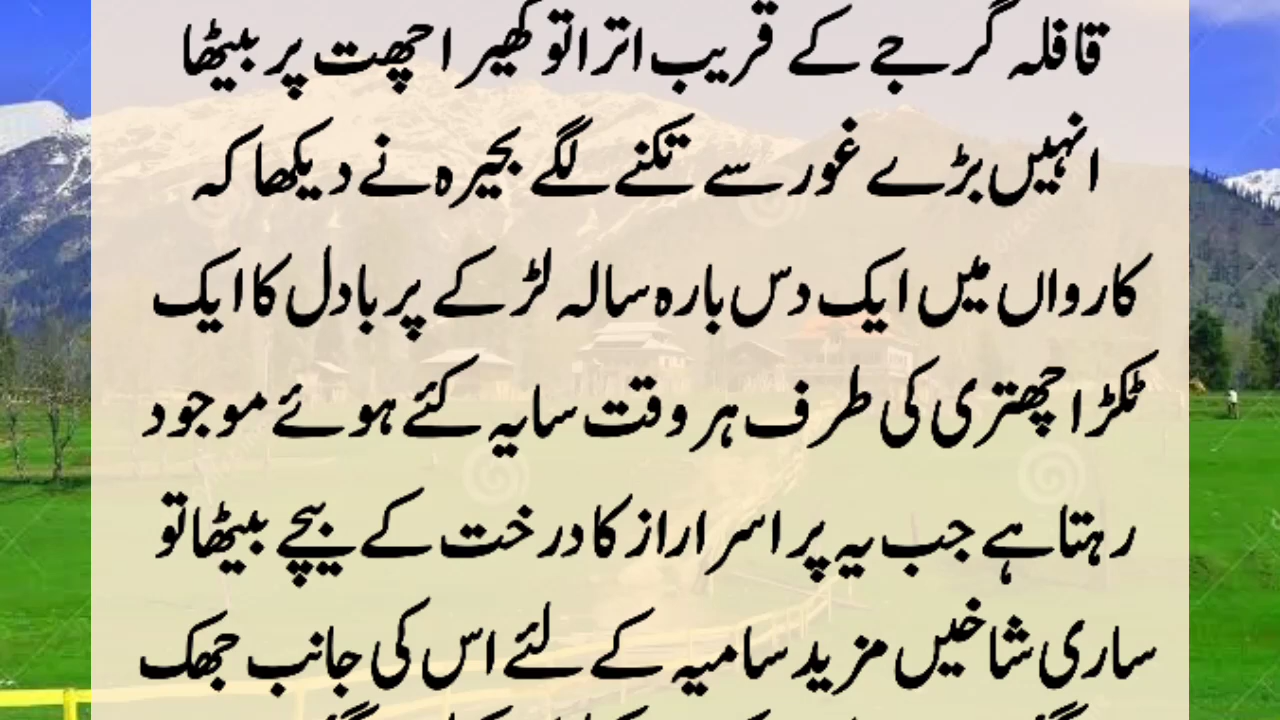 قافلہ گرجے کے قریب اترا تو کھیرا چھت پر بیٹھا
انہیں بڑے غور سے تکنے لگے بحیرہ نے دیکھا کہ
کارواں میں ایک دس بارہ سالہ لڑکے پر بادل کا ایک
ٹکڑا چھتری کی طرف ہر وقت سایہ کئے ہوئے موجود
رہتا ہے جب یہ پر اسرار از کا درخت کے نیچے بیٹھا تو
ساری شاخیں مزید سامیہ کے لئے اس کی جانب جھک